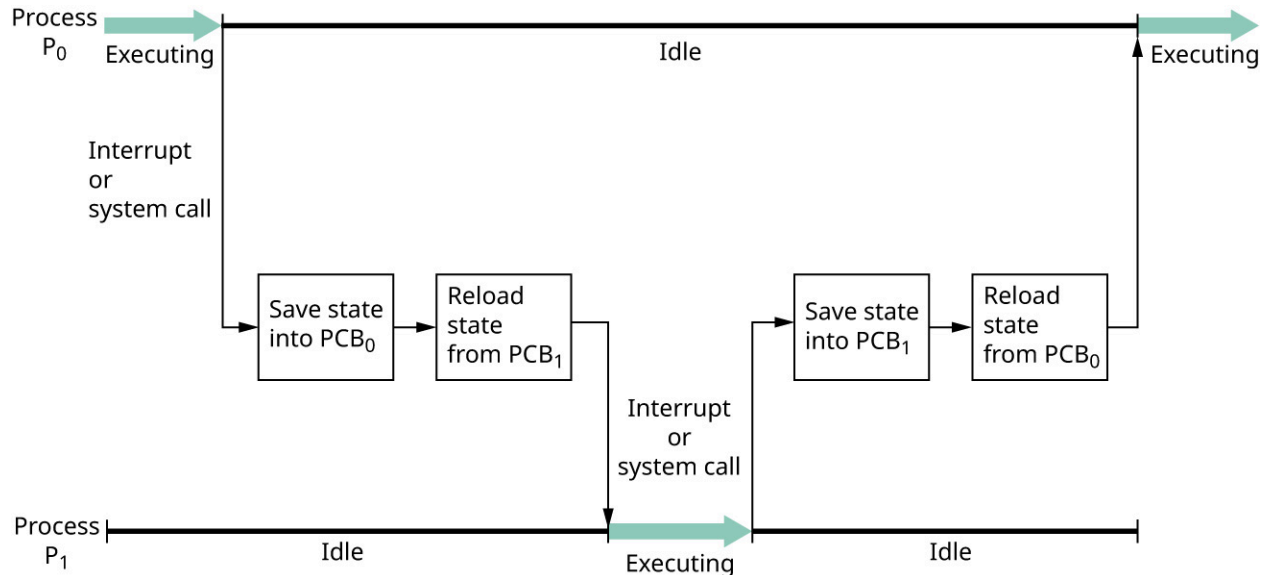 Process
P0
Executing
Idle
Executing
Interrupt
or
system call
Save state
into PCB0
Reload
state
from PCB1
Save state
into PCB1
Reload
state
from PCB0
Interrupt
or
system call
Process
P1
Idle
Executing
Idle